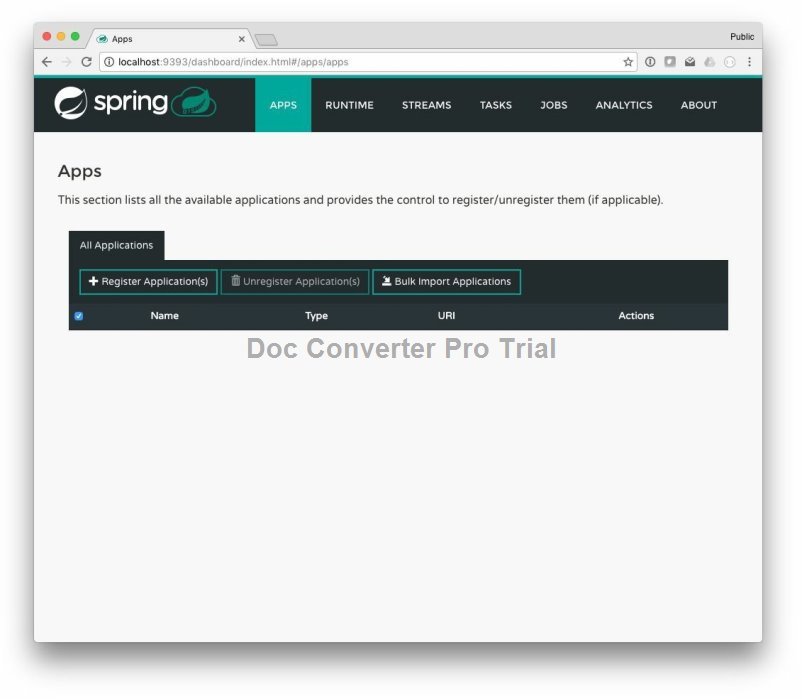 Apps
Public
localhost:9393/dashboard/index.html#/apps/apps
spring
APPS RUNTIME STREAMS TASKS JOBS ANALYTICS ABOUT
Apps
This section lists all the available applications and provides the control to register/unregister them (if applicable).
All Applications
Register Application(s) Unregister Application(s) Bulk Import Applications
Name Type URI Actions
Doc Converter Pro Trial